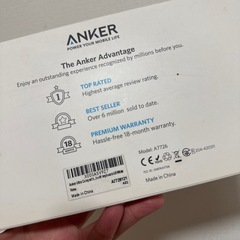 ANKER
POWER YOUR MOBILE LIFE
The Anker Advantage
Enjoy an outstanding experience recognized by millions before you:
TOP RATED
Highest average review rating.
BEST SELLER
Over 6 million sold to date.
18
PREMIUM WARRANTY
Hassle-free 18-month warranty.
Model: A7726
Made in China
Made in China